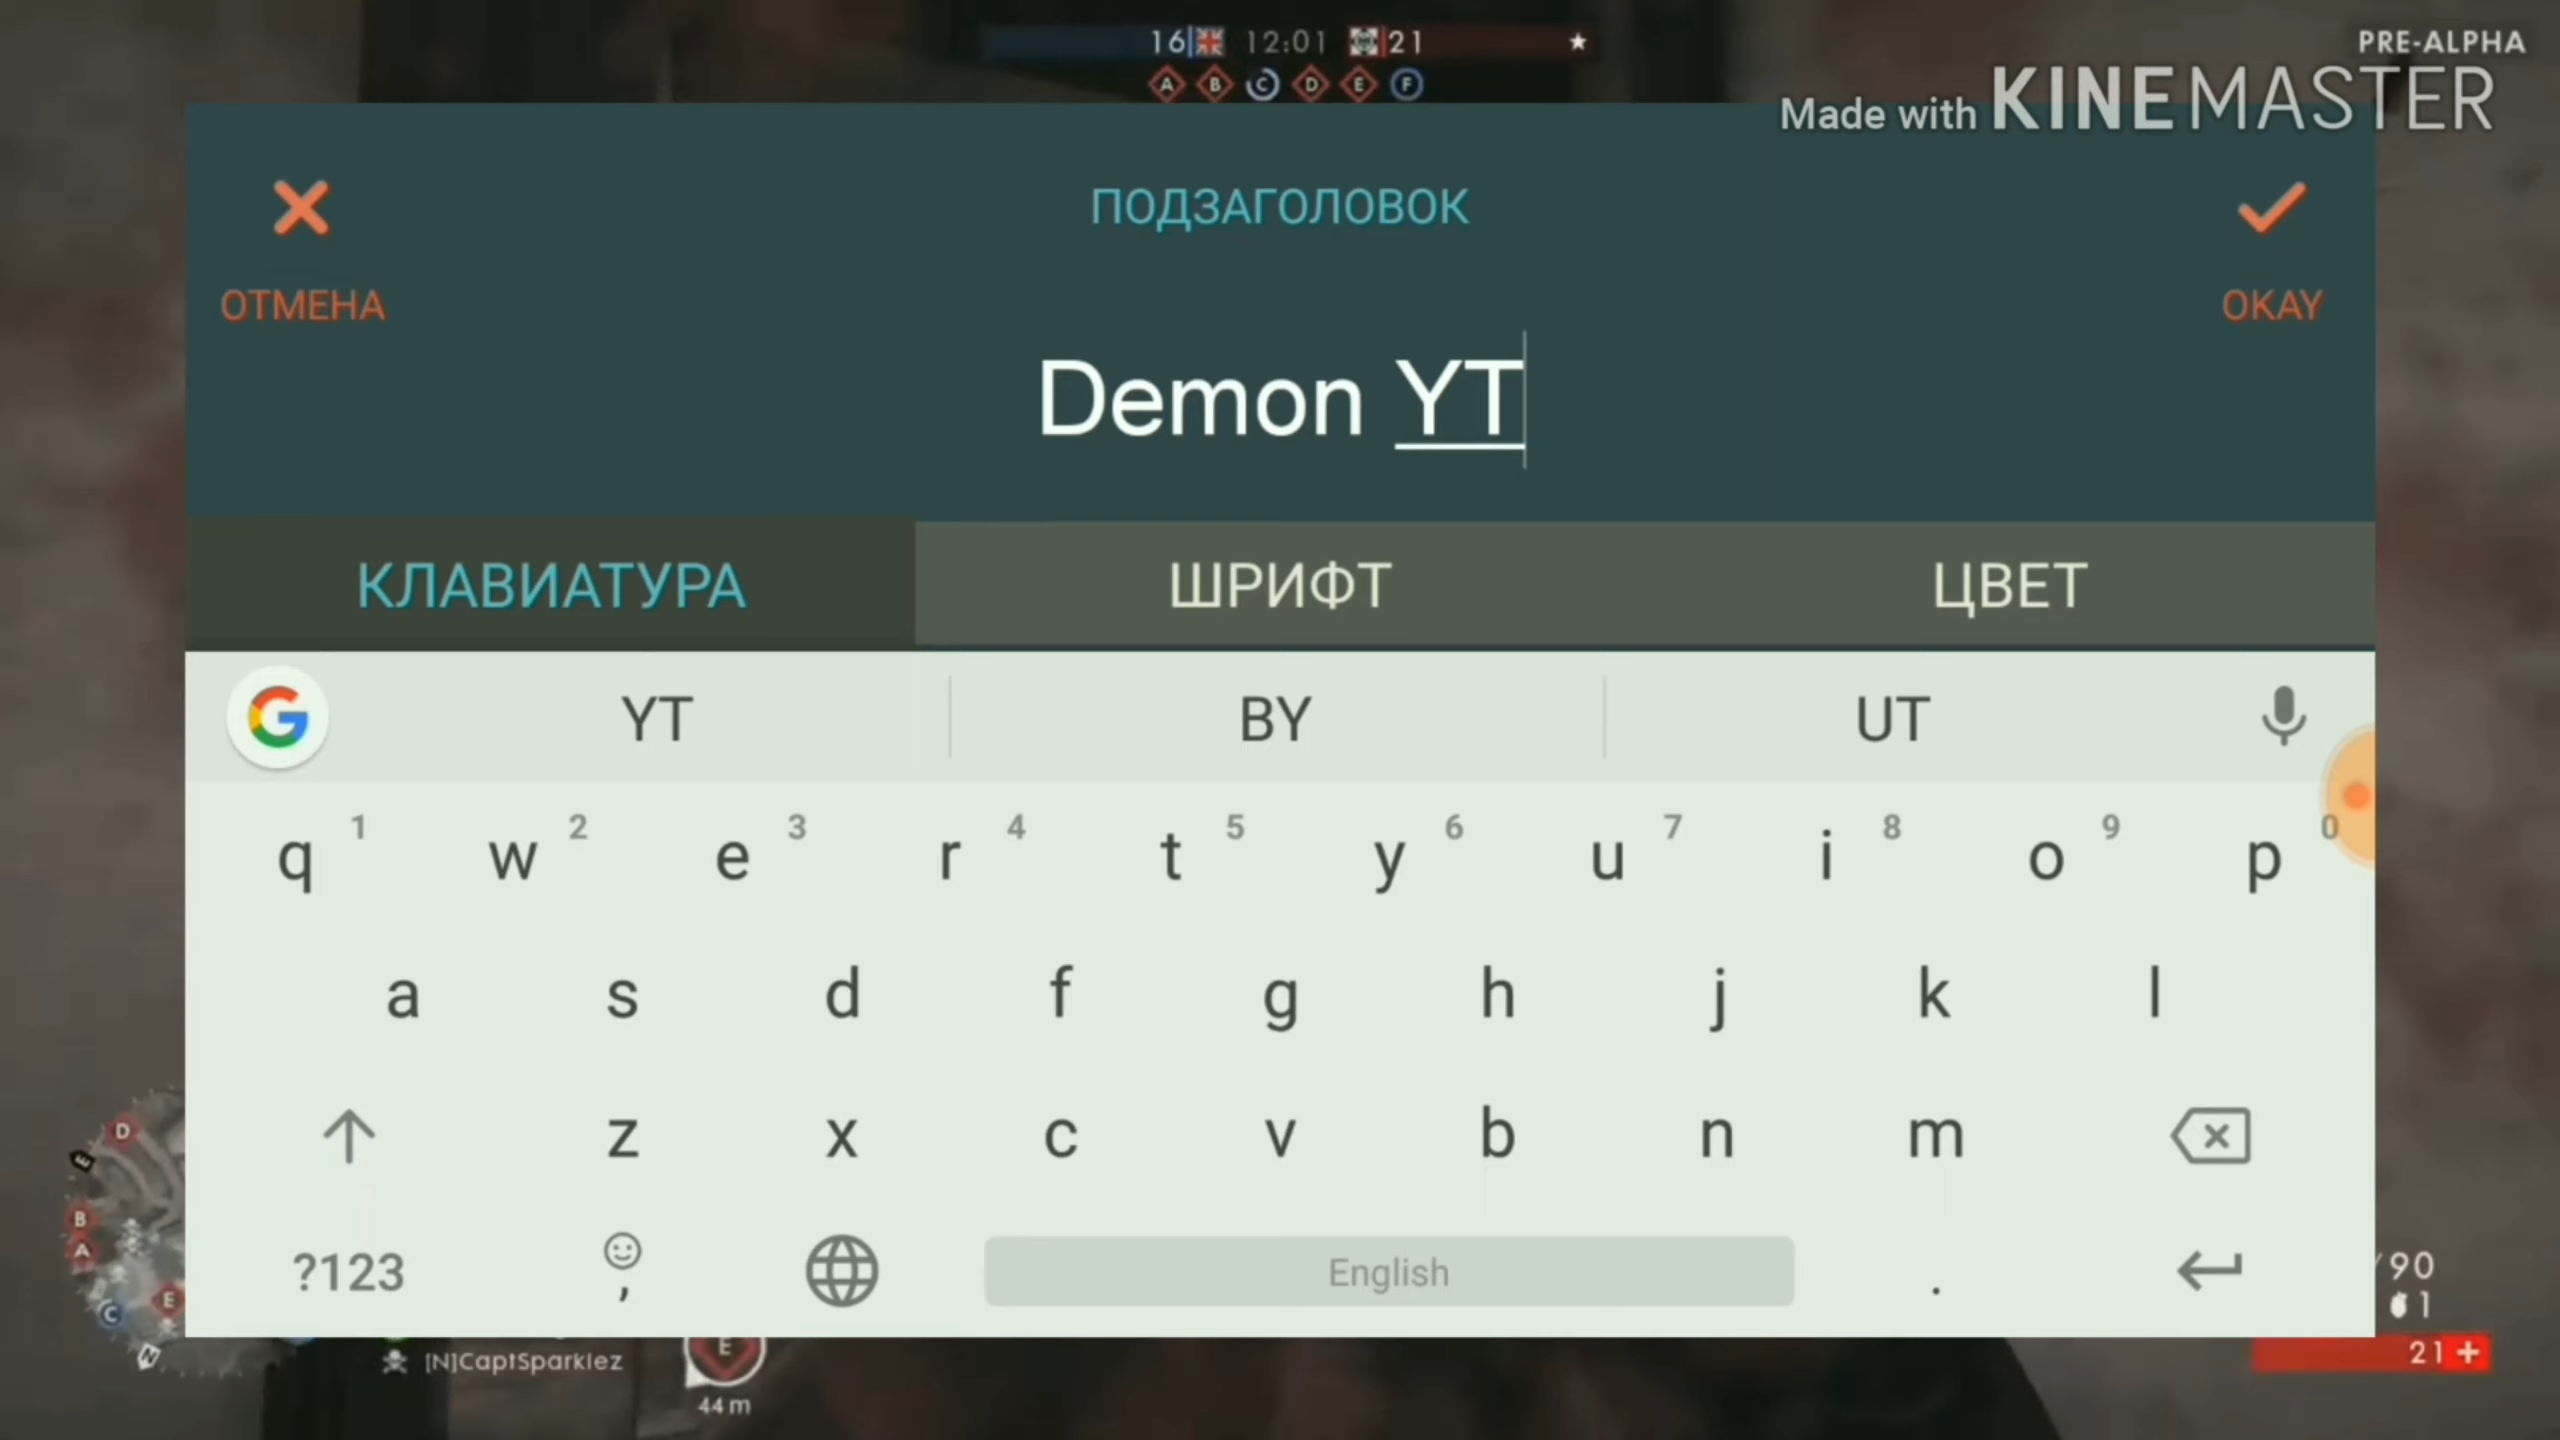 16 12:01 21
PRE-ALPHA
A B C D E F
Made with KINEMASTER
ПОДЗАГОЛОВОК
ОТМЕНА
OKAY
Demon YT
КЛАВИАТУРА ШРИФТ ЦВЕТ
YT BY UT
q 1 w 2 e 3 r 4 t 5 y 6 u 7 i 8 o 9 p 0
a s d f g h j k l
z x c v b n m
?123 , English .
D
E
B
A
E
C
N
/90
1
[N]CaptSparklez
E
44 m
21